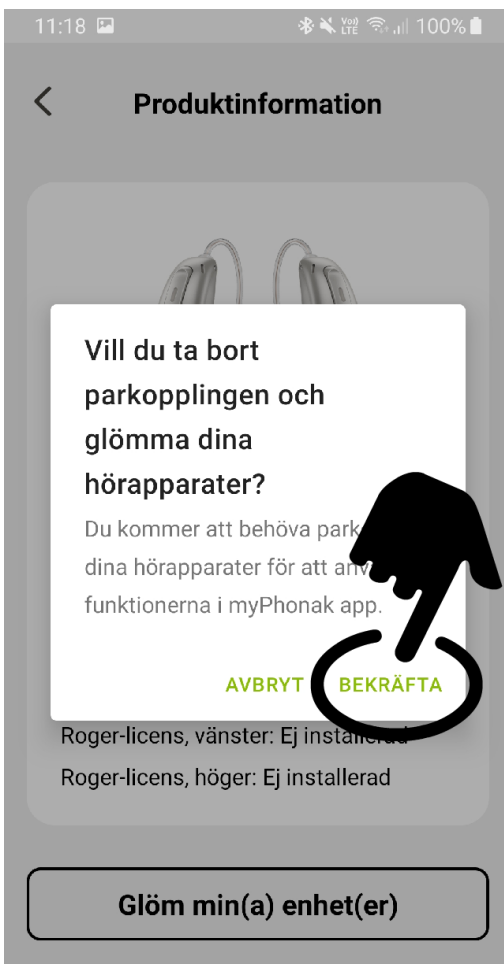 11:18
Vo)) LTE 100%
Produktinformation
Vill du ta bort
parkopplingen och
glömma dina
hörapparater?
Du kommer att behöva
dina hörapparater för att
funktionerna i myPhonak app.
AVBRYT BEKRÄFTA
Roger-licens, vänster: Ej installerad
Roger-licens, höger: Ej installerad
Glöm min(a) enhet(er)